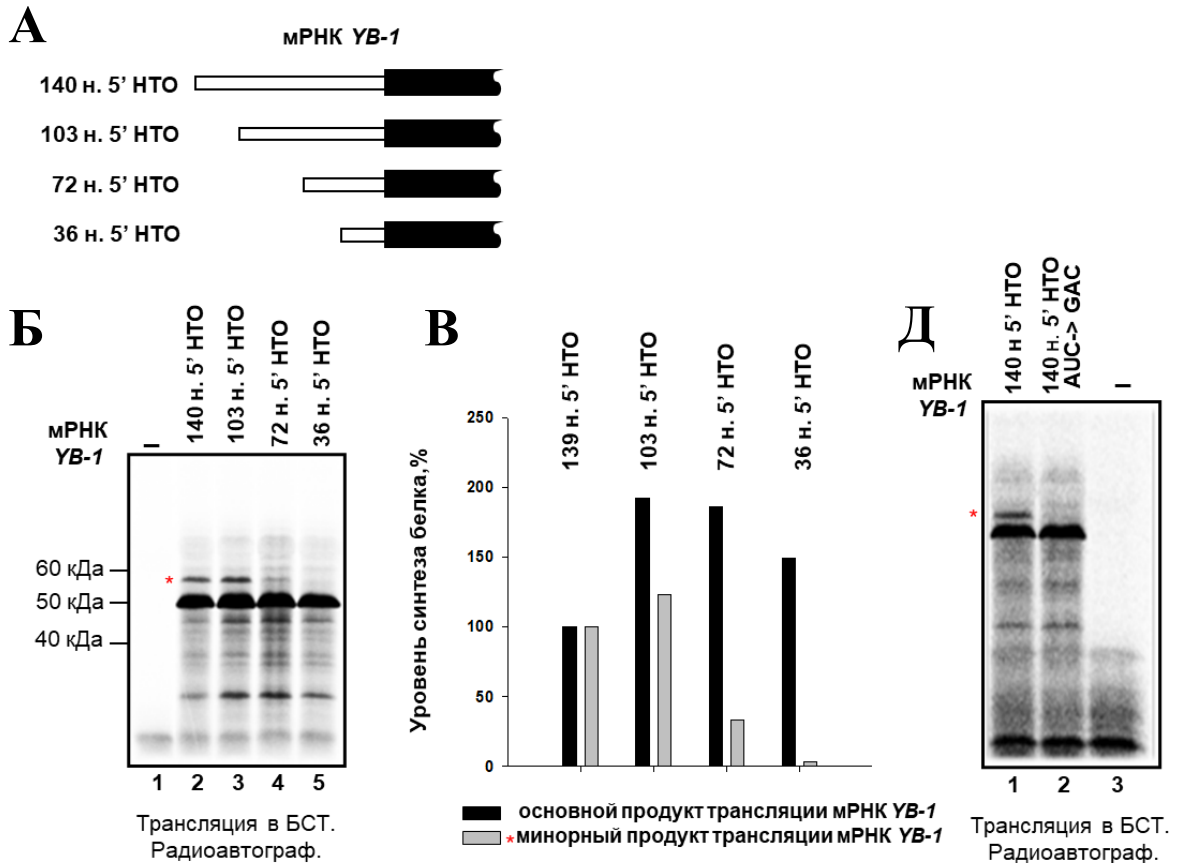 А
мРНК YB-1
140 н. 5' НТО
103 н. 5' НТО
72 н. 5' НТО
36 н. 5' НТО
Б
мРНК
YB-1
–
140 н. 5' НТО
103 н. 5' НТО
72 н. 5' НТО
36 н. 5' НТО
60 кДа
*
50 кДа
40 кДа
1 2 3 4 5
Трансляция в БСТ.
Радиоавтограф.
В
139 н. 5' НТО
103 н. 5' НТО
72 н. 5' НТО
36 н. 5' НТО
Уровень синтеза белка,%
250
200
150
100
50
0
основной продукт трансляции мРНК YB-1
* минорный продукт трансляции мРНК YB-1
Д
мРНК
YB-1
140 н 5' НТО
140 н. 5' НТО
AUC-> GAC
–
*
1 2 3
Трансляция в БСТ.
Радиоавтограф.